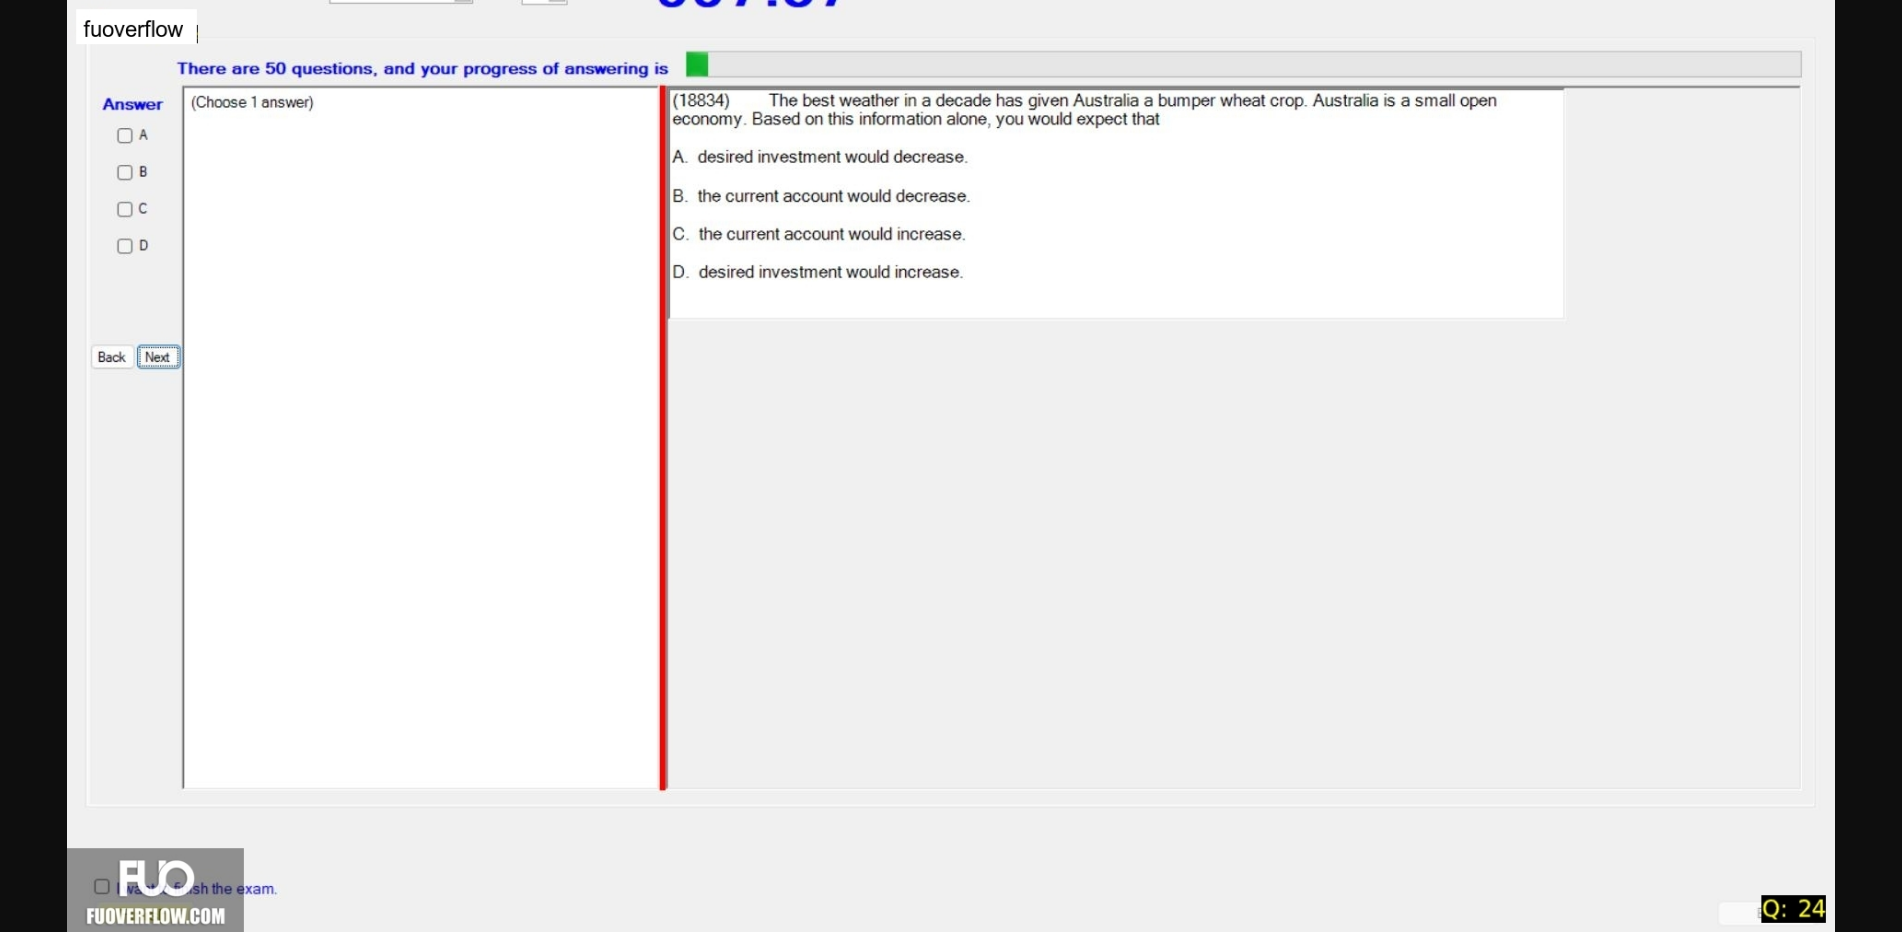 fuoverflow
There are 50 questions, and your progress of answering is
Answer
(Choose 1 answer)
A
B
C
D
Back Next
(18834) The best weather in a decade has given Australia a bumper wheat crop. Australia is a small open
economy. Based on this information alone, you would expect that
A. desired investment would decrease.
B. the current account would decrease.
C. the current account would increase.
D. desired investment would increase.
FUO
the exam.
FUOVERFLOW.COM
Q: 24